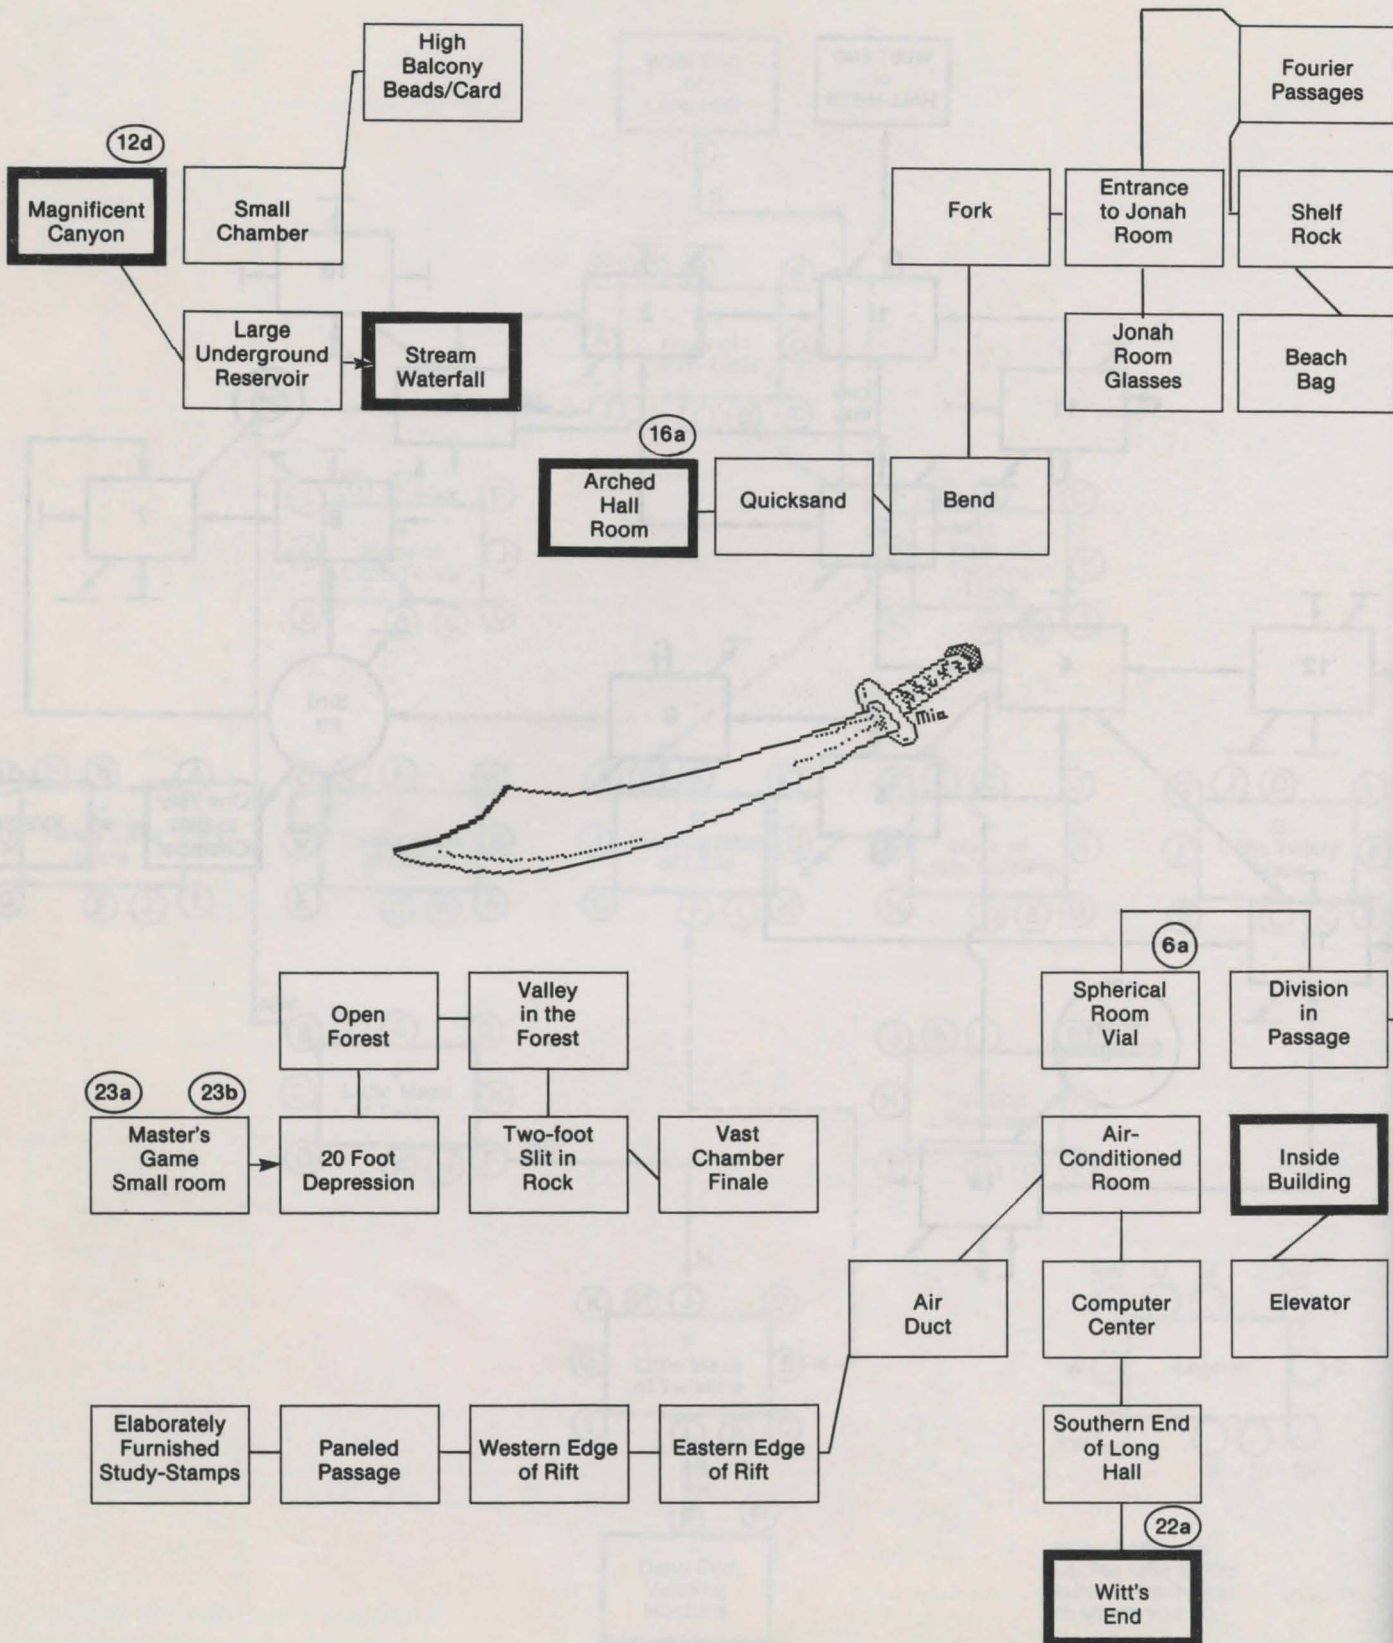 High
Balcony
Beads/Card
12d
Magnificent
Canyon
Small
Chamber
Large
Underground
Reservoir
Stream
Waterfall
Fourier
Passages
Fork
Entrance
to Jonah
Room
Shelf
Rock
Jonah
Room
Glasses
Beach
Bag
16a
Arched
Hall
Room
Quicksand
Bend
Mia
6a
Spherical
Room
Vial
Division
in
Passage
Open
Forest
Valley
in the
Forest
23a
23b
Master's
Game
Small room
20 Foot
Depression
Two-foot
Slit in
Rock
Vast
Chamber
Finale
Air-
Conditioned
Room
Inside
Building
Air
Duct
Computer
Center
Elevator
Elaborately
Furnished
Study-Stamps
Paneled
Passage
Western Edge
of Rift
Eastern Edge
of Rift
Southern End
of Long
Hall
22a
Witt's
End